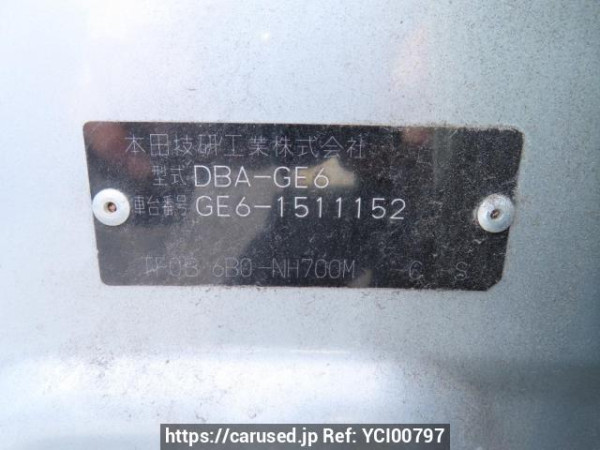 本田技研工業株式会社
型式 DBA-GE6
車台番号 GE6-1511152
6B0-NH700M -C -S
https://carused.jp Ref: YCI00797